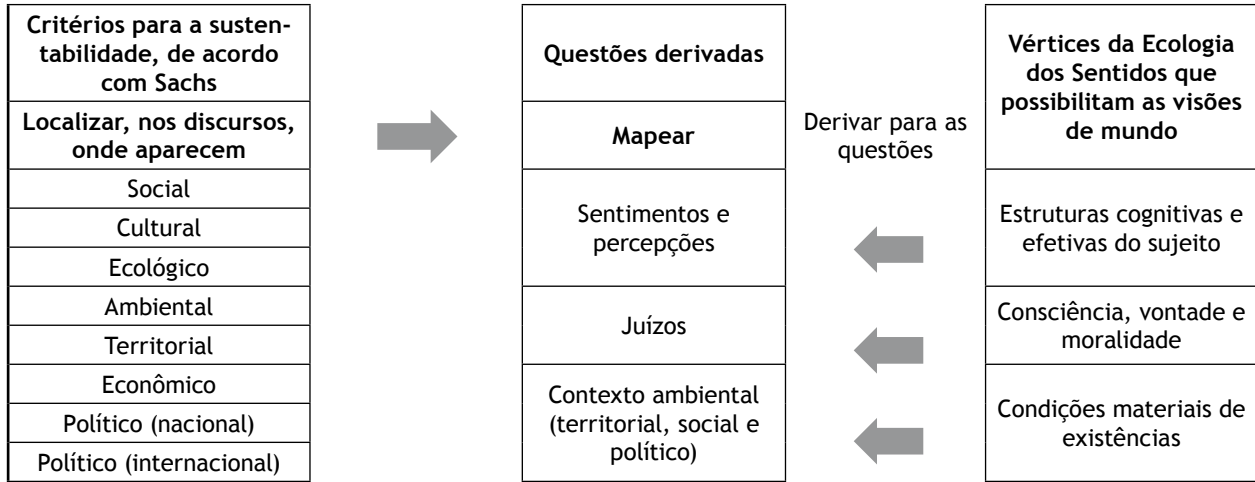 Critérios para a susten-
tabilidade, de acordo
com Sachs
Localizar, nos discursos,
onde aparecem
Social
Cultural
Ecológico
Ambiental
Territorial
Econômico
Político (nacional)
Político (internacional)
Questões derivadas
Mapear
Sentimentos e
percepções
Juízos
Contexto ambiental
(territorial, social e
político)
Derivar para as
questões
Vértices da Ecologia
dos Sentidos que
possibilitam as visões
de mundo
Estruturas cognitivas e
efetivas do sujeito
Consciência, vontade e
moralidade
Condições materiais de
existências